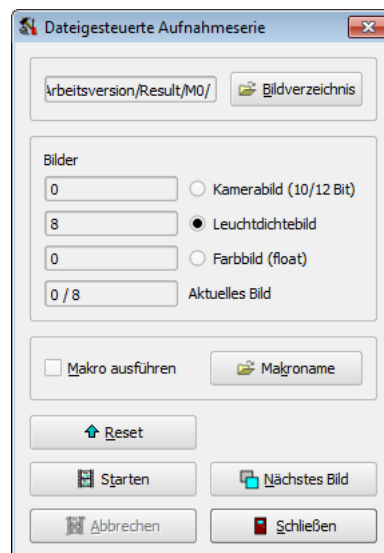 Dateigesteuerte Aufnahmeserie
Arbeitsversion/Result/M0/ Bildverzeichnis
Bilder
0 Kamerabild (10/12 Bit)
8 Leuchtdichtebild
0 Farbbild (float)
0 / 8 Aktuelles Bild
Makro ausführen Makroname
Reset
Starten Nächstes Bild
Abbrechen Schließen